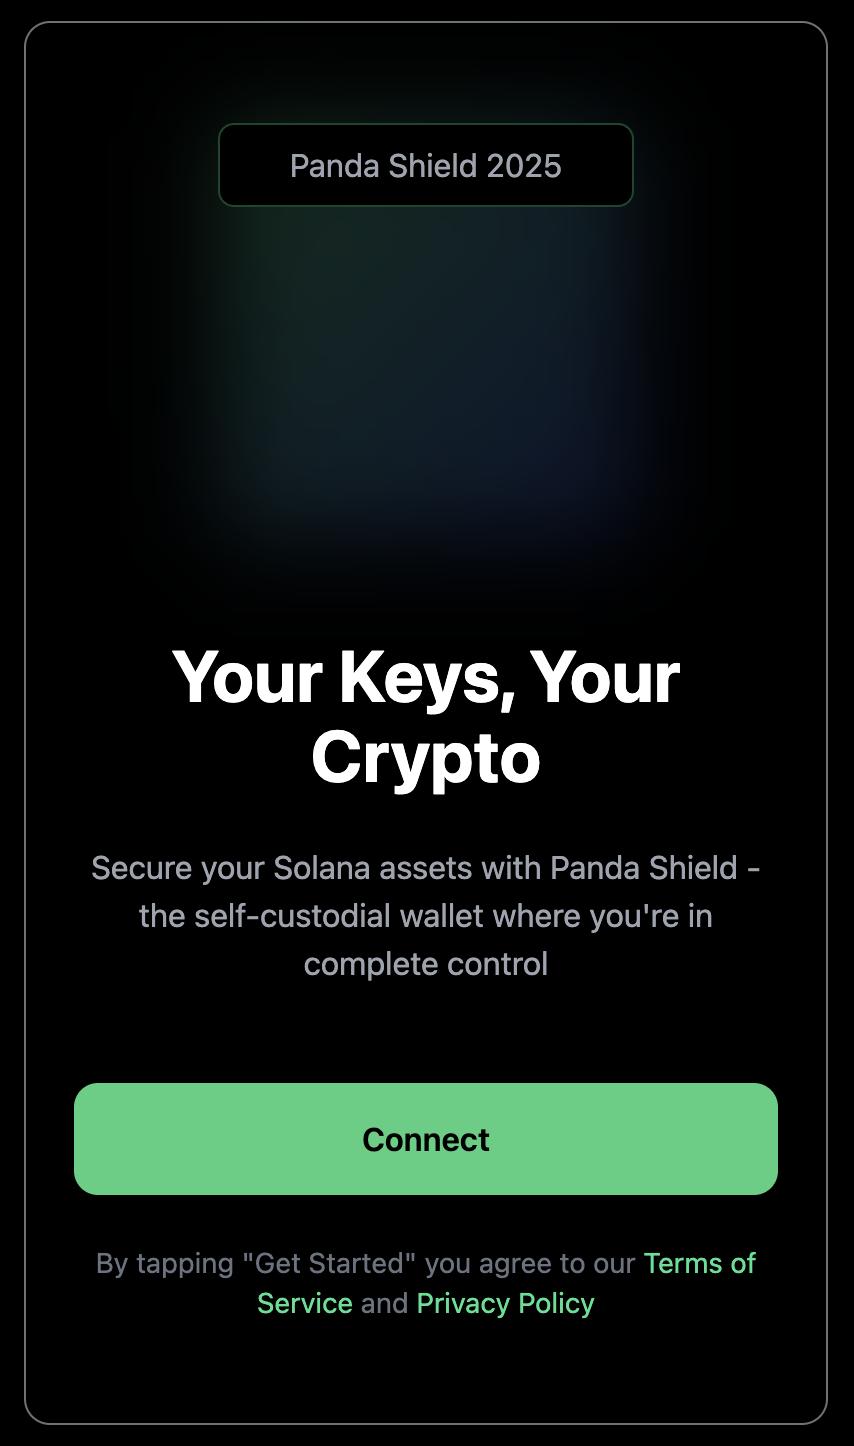 Panda Shield 2025
Your Keys, Your
Crypto
Secure your Solana assets with Panda Shield -
the self-custodial wallet where you're in
complete control
Connect
By tapping "Get Started" you agree to our Terms of
Service and Privacy Policy